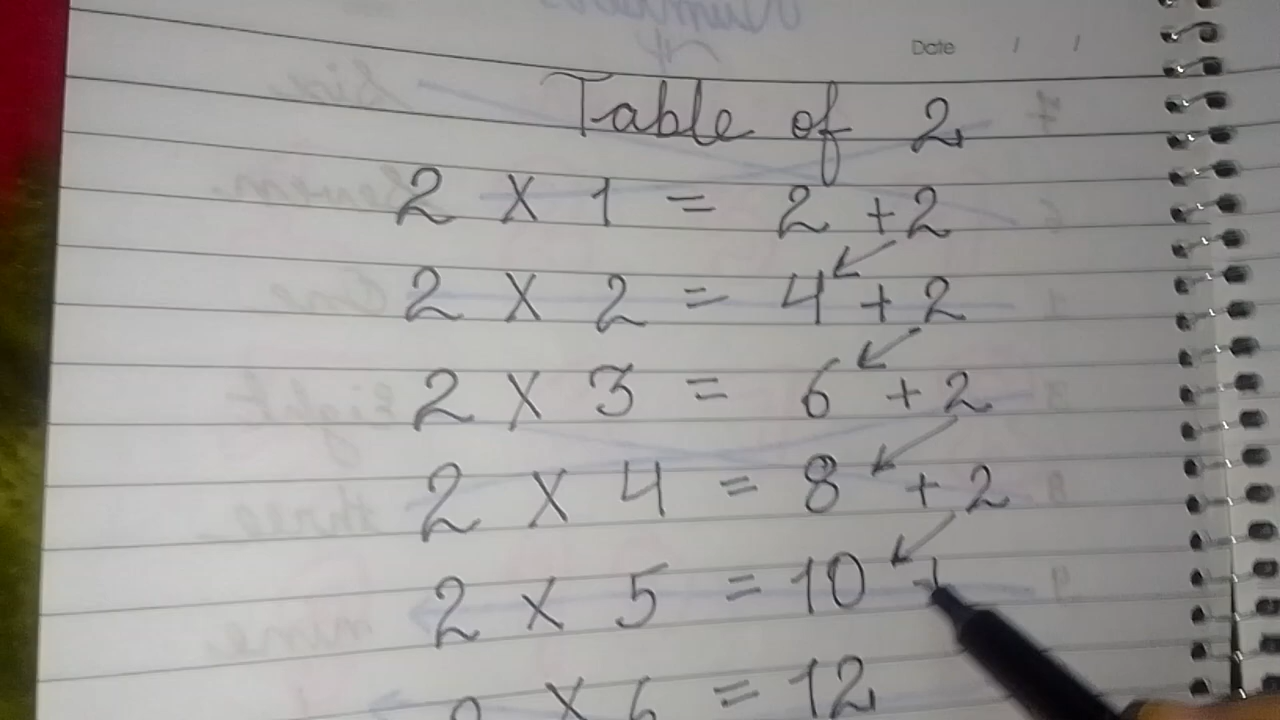 Date / /
Table of 2
2 X 1 = 2 + 2
2 X 2 = 4 + 2
2 X 3 = 6 + 2
2 X 4 = 8 + 2
2 X 5 = 10 +
2 X 6 = 12